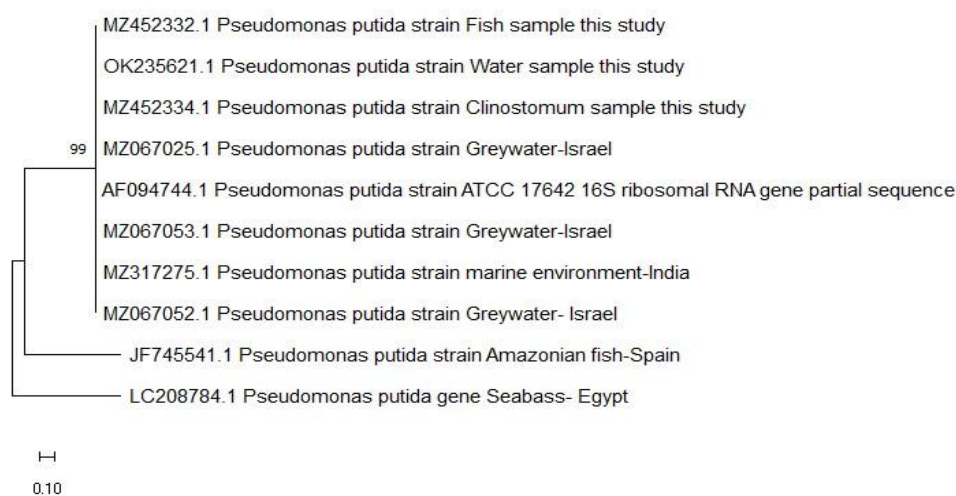 MZ452332.1 Pseudomonas putida strain Fish sample this study
OK235621.1 Pseudomonas putida strain Water sample this study
MZ452334.1 Pseudomonas putida strain Clinostomum sample this study
99
MZ067025.1 Pseudomonas putida strain Greywater-Israel
AF094744.1 Pseudomonas putida strain ATCC 17642 16S ribosomal RNA gene partial sequence
MZ067053.1 Pseudomonas putida strain Greywater-Israel
MZ317275.1 Pseudomonas putida strain marine environment-India
MZ067052.1 Pseudomonas putida strain Greywater- Israel
JF745541.1 Pseudomonas putida strain Amazonian fish-Spain
LC208784.1 Pseudomonas putida gene Seabass- Egypt
0.10